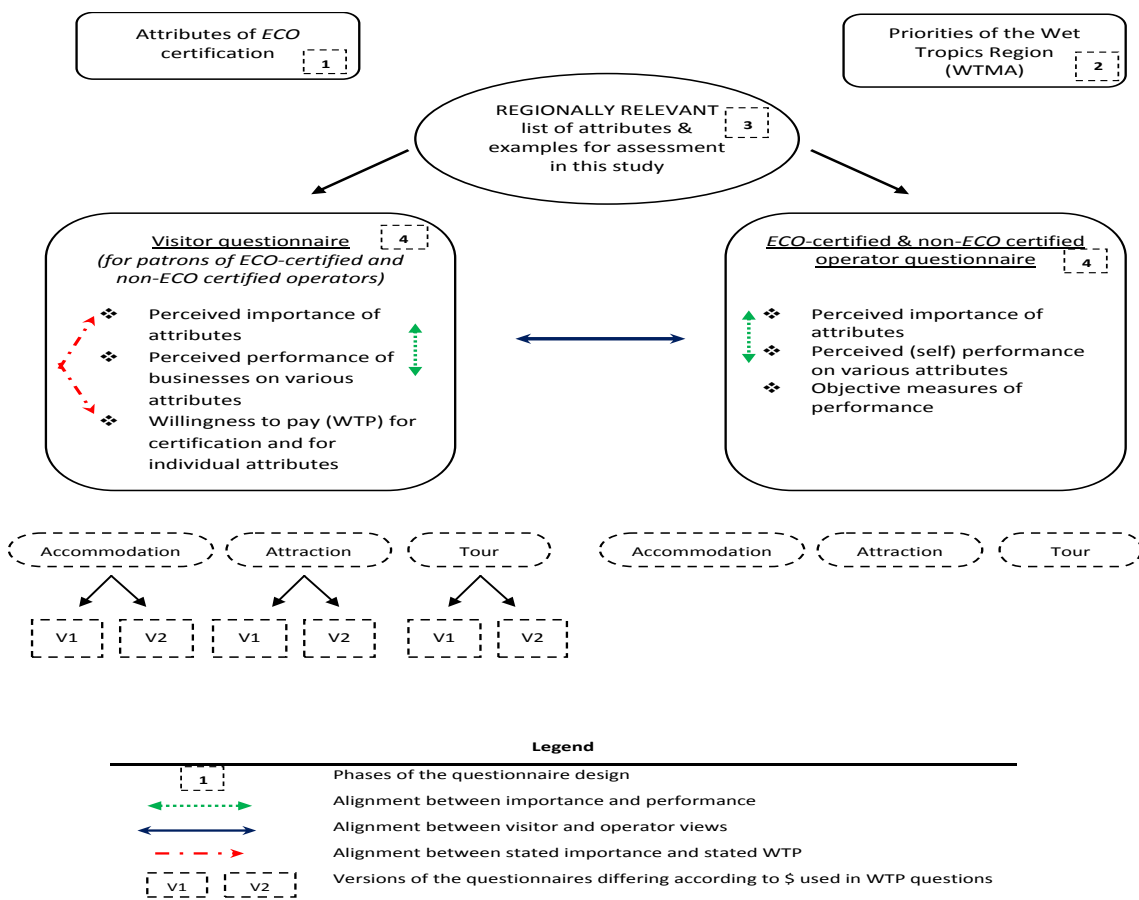 Attributes of ECO
certification
1
Priorities of the Wet
Tropics Region
(WTMA)
2
REGIONALLY RELEVANT
list of attributes &
examples for assessment
in this study
3
Visitor questionnaire
4
(for patrons of ECO-certified and
non-ECO certified operators)
❖ Perceived importance of
attributes
❖ Perceived performance of
businesses on various
attributes
❖ Willingness to pay (WTP) for
certification and for
individual attributes
ECO-certified & non-ECO certified
operator questionnaire
4
❖ Perceived importance of
attributes
❖ Perceived (self) performance
on various attributes
❖ Objective measures of
performance
Accommodation Attraction Tour Accommodation Attraction Tour
V1 V2 V1 V2 V1 V2
Legend
1 Phases of the questionnaire design
Alignment between importance and performance
Alignment between visitor and operator views
Alignment between stated importance and stated WTP
V1 V2 Versions of the questionnaires differing according to $ used in WTP questions